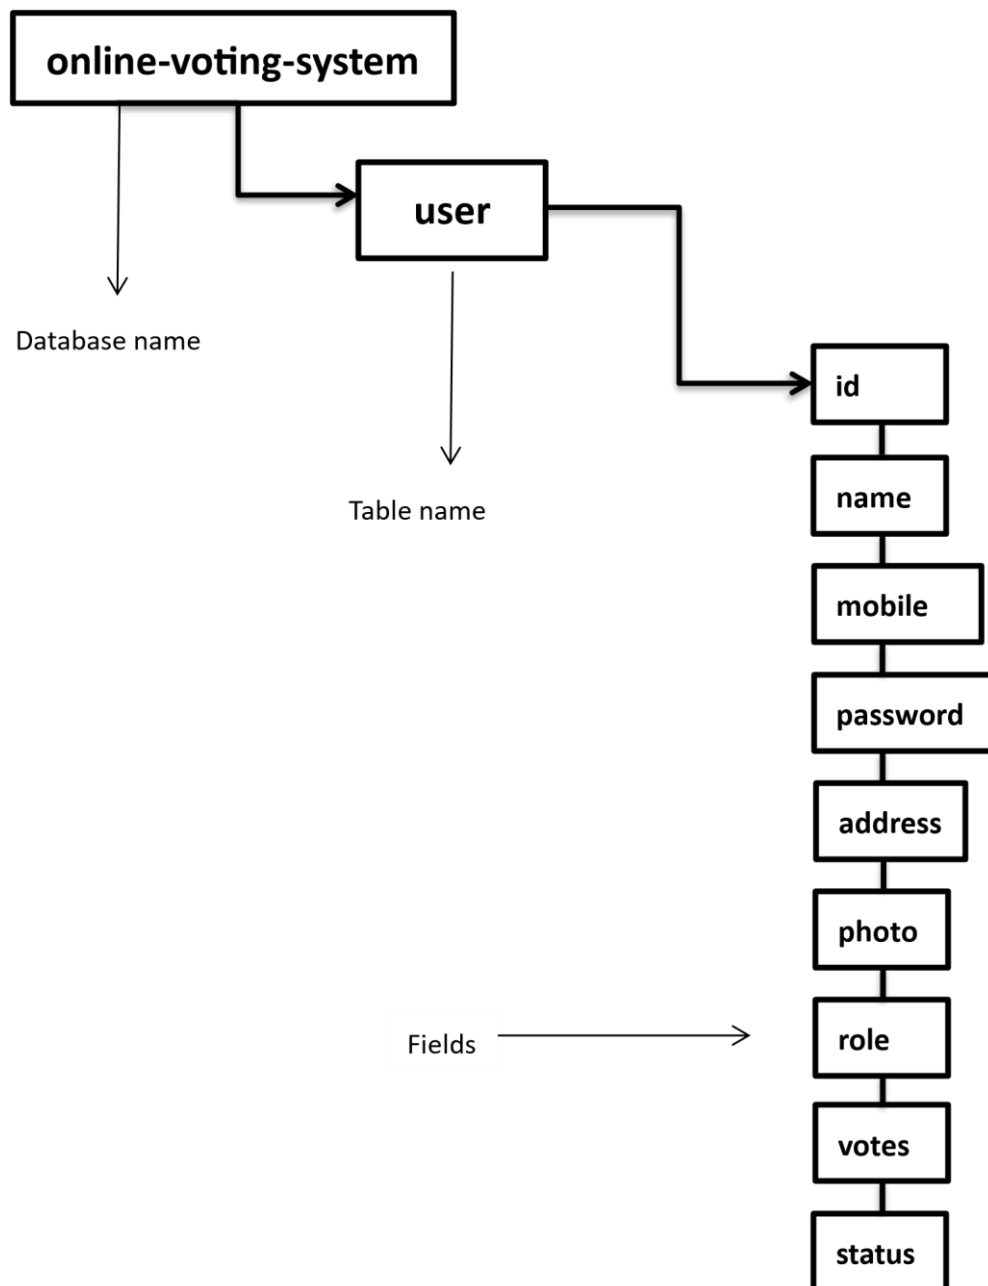 online-voting-system
user
Database name
id
name
Table name
mobile
password
address
photo
role
Fields
votes
status